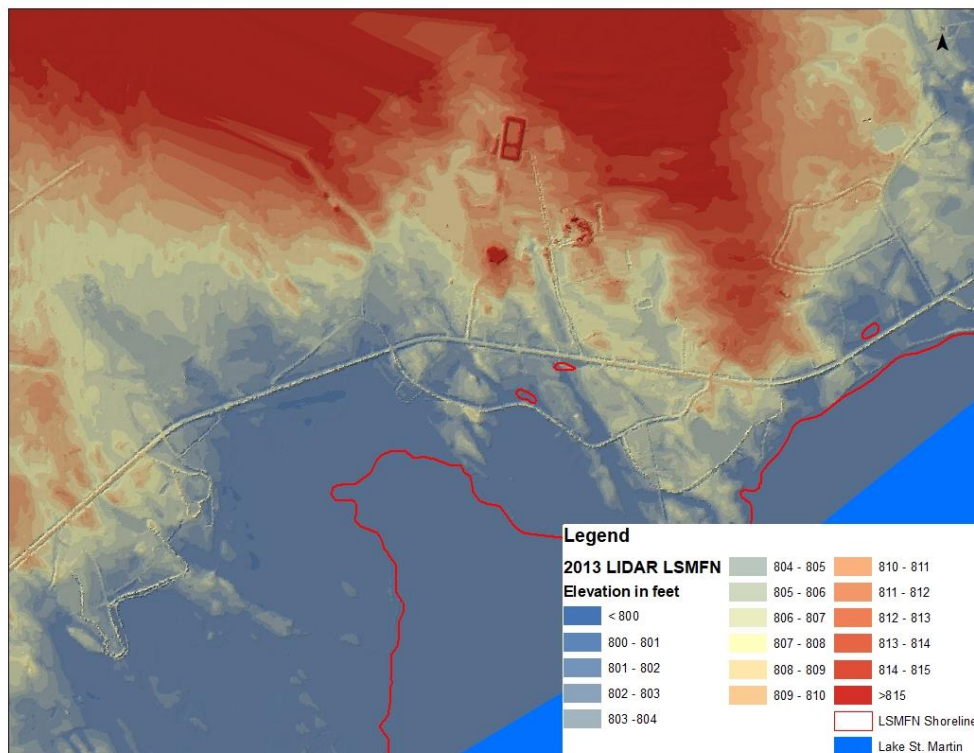 Legend
2013 LIDAR LSMFN
Elevation in feet
< 800
800 - 801
801 - 802
802 - 803
803 -804
804 - 805
805 - 806
806 - 807
807 - 808
808 - 809
809 - 810
810 - 811
811 - 812
812 - 813
813 - 814
814 - 815
>815
LSMFN Shoreline
Lake St. Martin